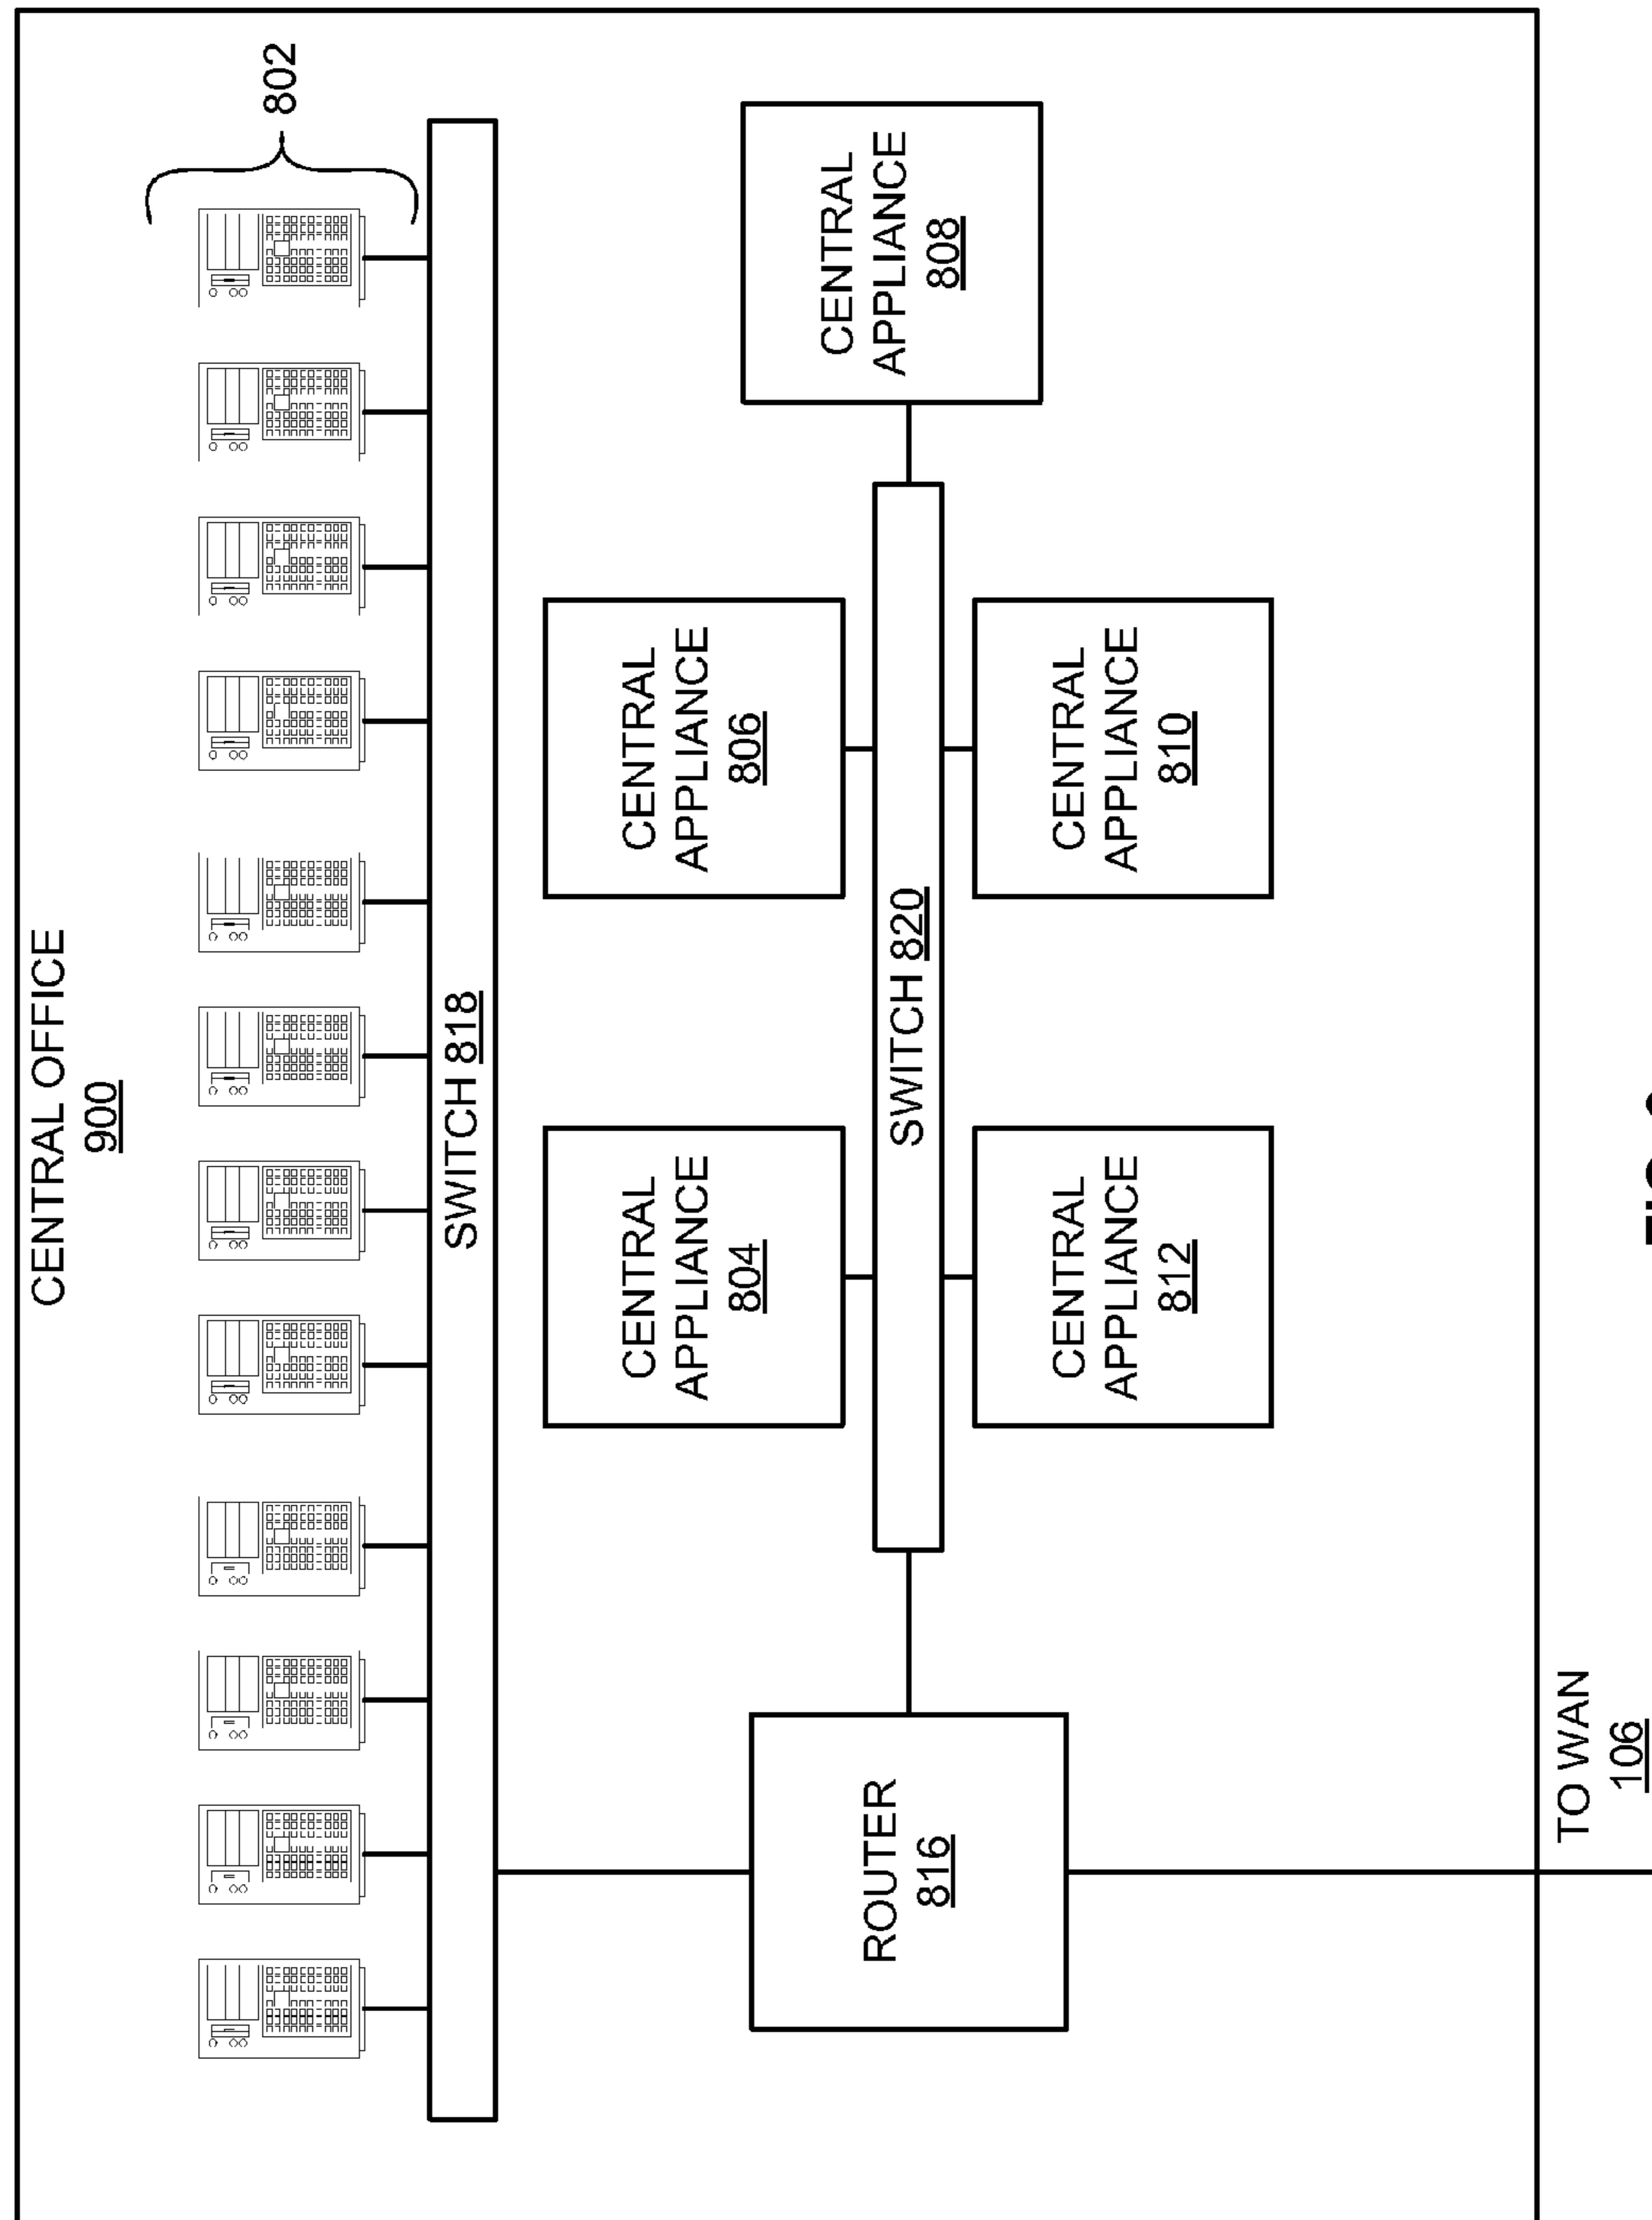 CENTRAL OFFICE
900
802
SWITCH 818
CENTRAL
APPLIANCE
804
CENTRAL
APPLIANCE
806
CENTRAL
APPLIANCE
808
SWITCH 820
ROUTER
816
CENTRAL
APPLIANCE
812
CENTRAL
APPLIANCE
810
TO WAN
106